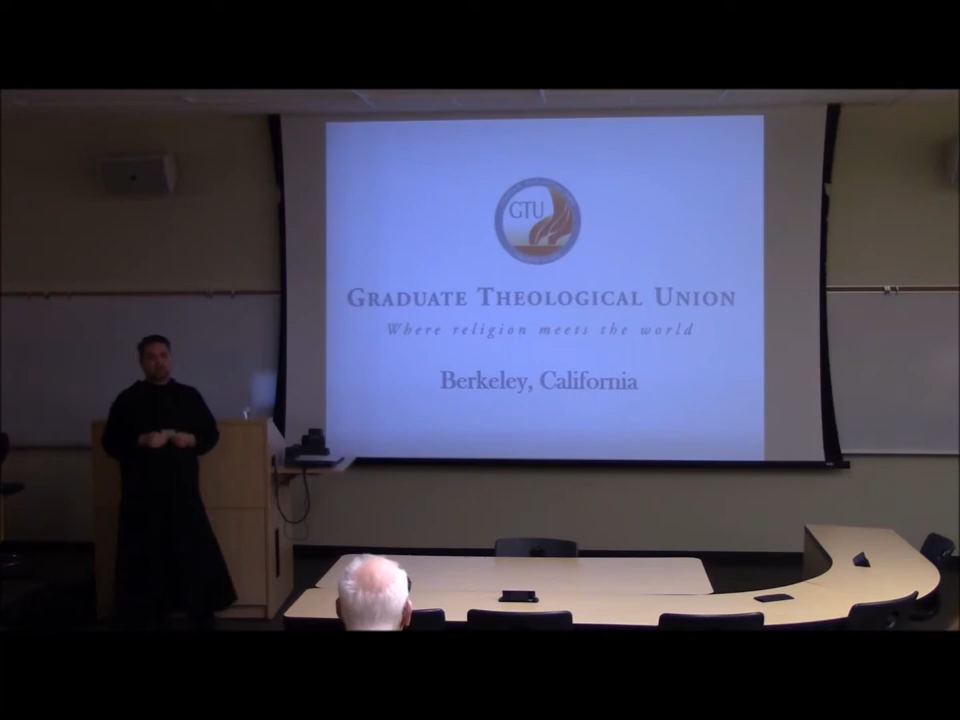 GTU
GRADUATE THEOLOGICAL UNION
Where religion meets the world
Berkeley, California